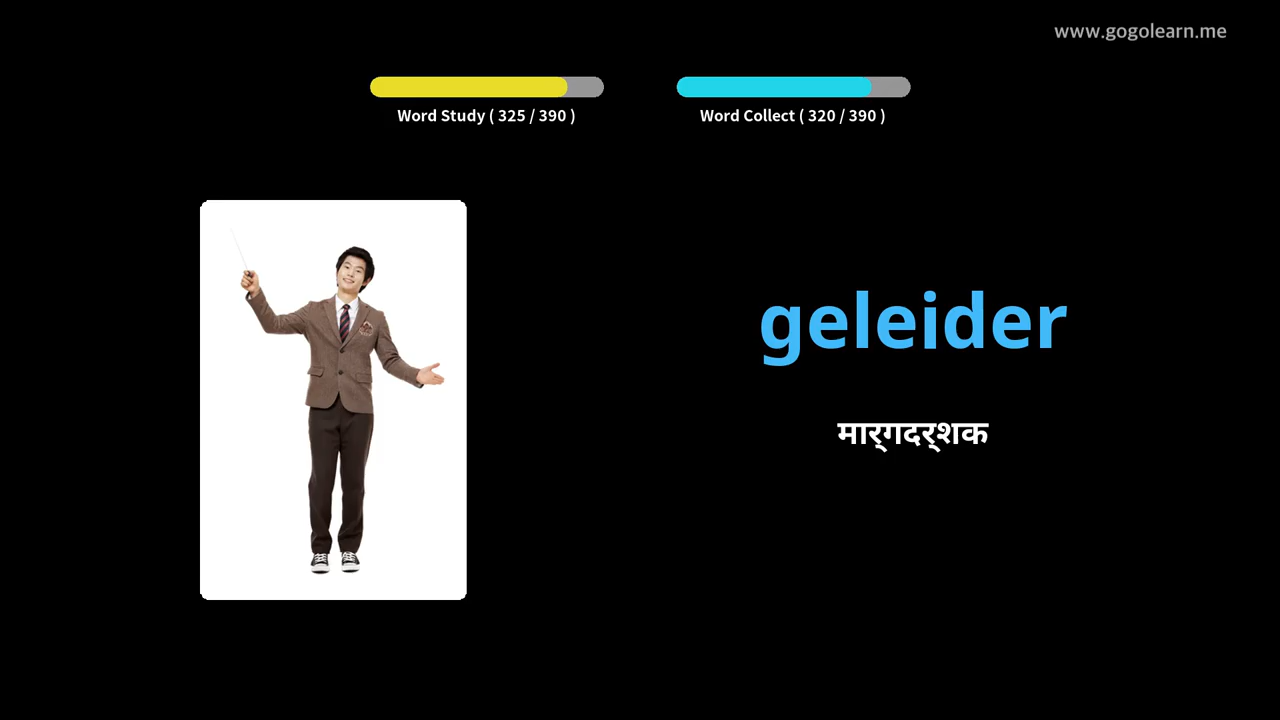 www.gogolearn.me
Word Study ( 325 / 390 )
Word Collect ( 320 / 390 )
geleider
मार्गदर्शक